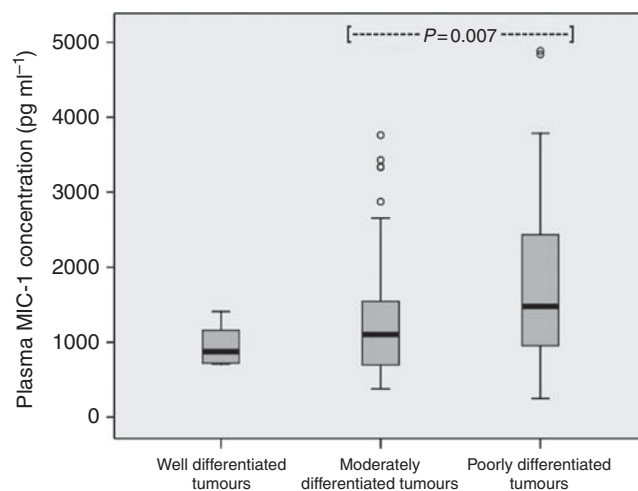 P=0.007
Plasma MIC-1 concentration (pg ml⁻¹)
5000
4000
3000
2000
1000
0
Well differentiated
tumours
Moderately
differentiated tumours
Poorly differentiated
tumours